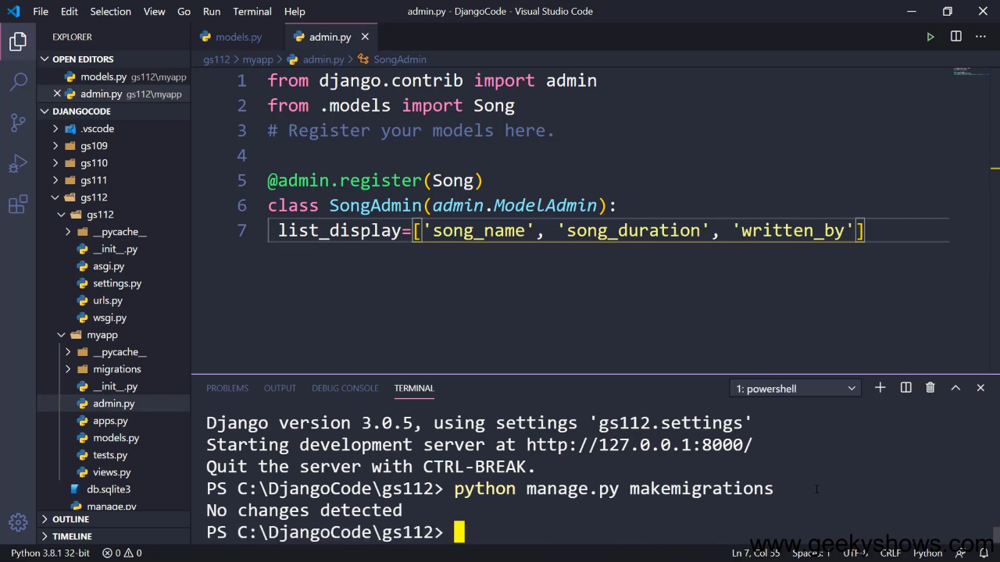 File Edit Selection View Go Run Terminal Help admin.py - DjangoCode - Visual Studio Code
EXPLORER
OPEN EDITORS
models.py gs112\myapp
admin.py gs112\myapp
DJANGOCODE
.vscode
gs109
gs110
gs111
gs112
gs112
__pycache__
__init__.py
asgi.py
settings.py
urls.py
wsgi.py
myapp
__pycache__
migrations
__init__.py
admin.py
apps.py
models.py
tests.py
views.py
db.sqlite3
manage.py
OUTLINE
TIMELINE
models.py admin.py
gs112 > myapp > admin.py > SongAdmin
1 from django.contrib import admin
2 from .models import Song
3 # Register your models here.
4
5 @admin.register(Song)
6 class SongAdmin(admin.ModelAdmin):
7 list_display=['song_name', 'song_duration', 'written_by']
PROBLEMS OUTPUT DEBUG CONSOLE TERMINAL 1: powershell
Django version 3.0.5, using settings 'gs112.settings'
Starting development server at http://127.0.0.1:8000/
Quit the server with CTRL-BREAK.
PS C:\DjangoCode\gs112> python manage.py makemigrations
No changes detected
PS C:\DjangoCode\gs112>
www.geekyshows.com
Python 3.8.1 32-bit 0 0 Ln 7, Col 55 Spaces: 1 UTF-8 CRLF Python